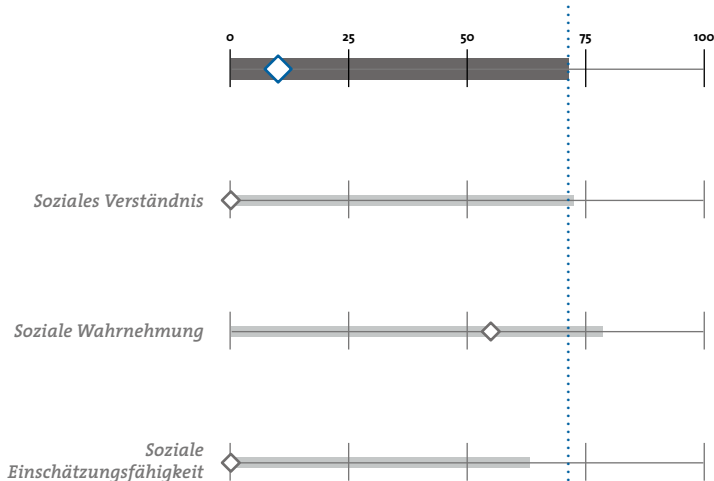 0 25 50 75 100
Soziales Verständnis
Soziale Wahrnehmung
Soziale
Einschätzungsfähigkeit